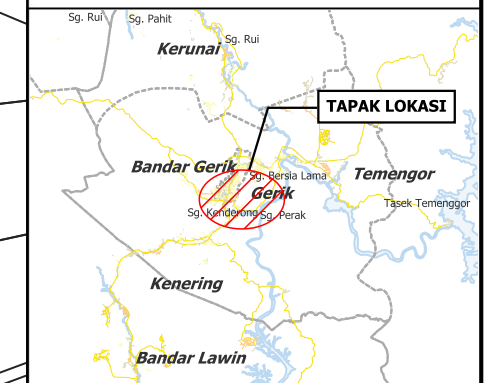 Sg. Rui
Sg. Pahit
Sg. Rui
Kerunai
TAPAK LOKASI
Bandar Gerik
Sg. Bersia Lama
Temengor
Gerik
Tasek Temenggor
Sg. Kenderong
Sg. Perak
Kenering
Bandar Lawin